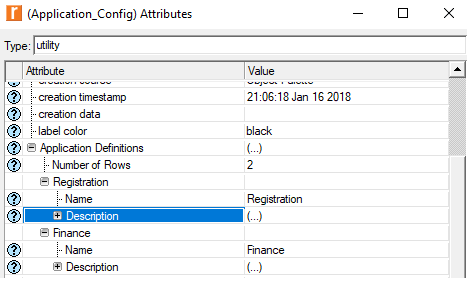 (Application_Config) Attributes
Type: utility
Attribute Value
creation source Object Palette
creation timestamp 21:06:18 Jan 16 2018
creation data
label color black
Application Definitions (...)
Number of Rows 2
Registration
Name Registration
Description (...)
Finance
Name Finance
Description (...)